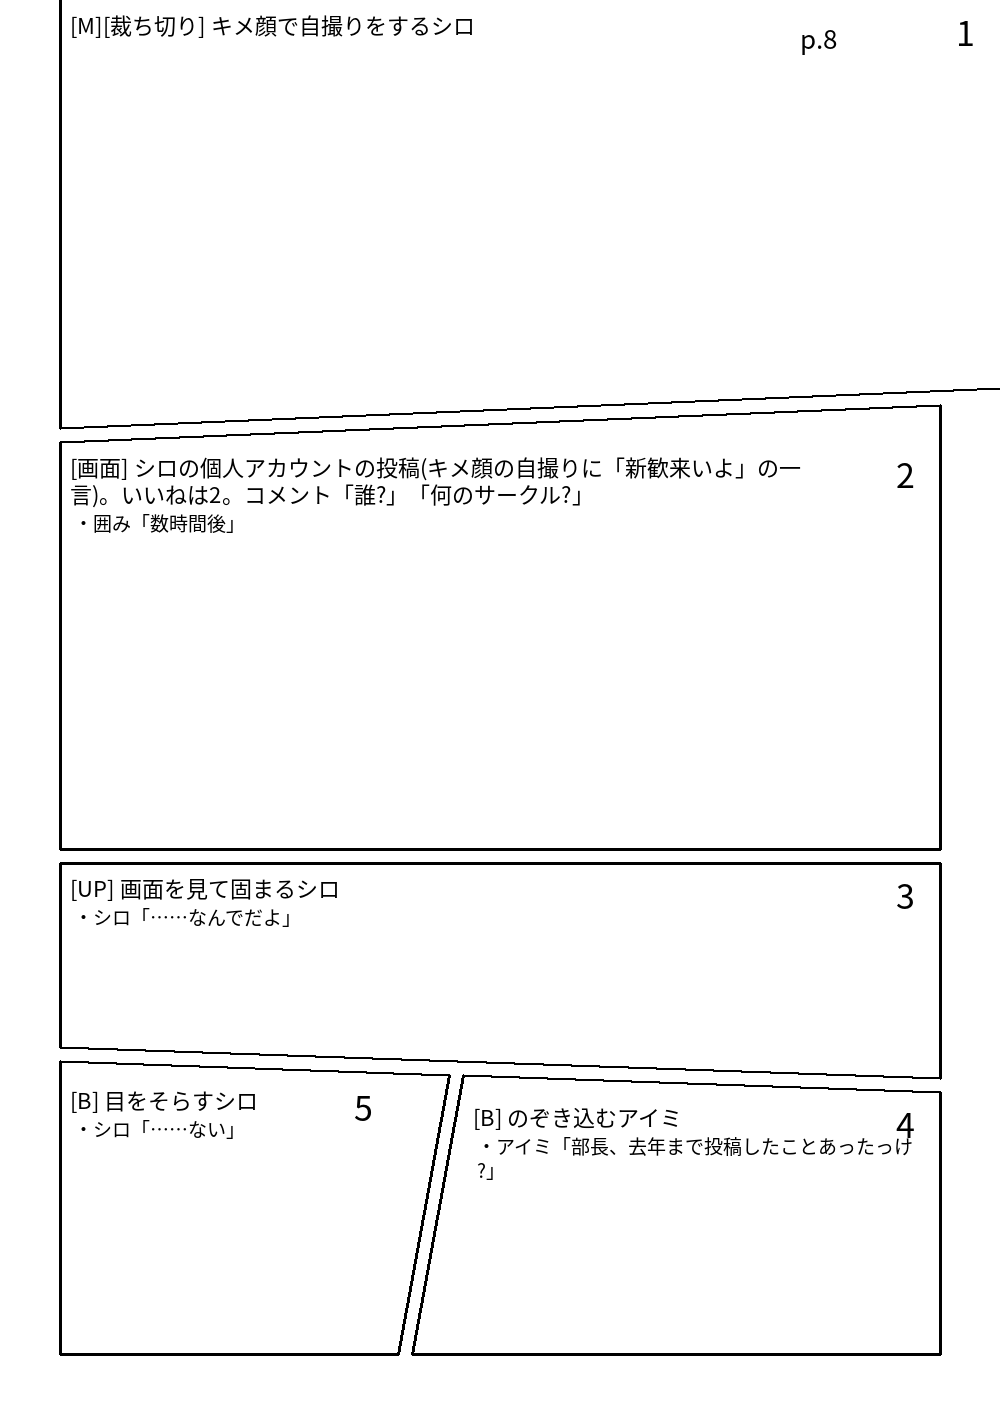 [M][裁ち切り] キメ顔で自撮りをするシロ
p.8
1
[画面] シロの個人アカウントの投稿(キメ顔の自撮りに「新歓来いよ」の一
言)。いいねは2。コメント「誰?」「何のサークル?」
・囲み「数時間後」
2
[UP] 画面を見て固まるシロ
・シロ「……なんでだよ」
3
[B] のぞき込むアイミ
・アイミ「部長、去年まで投稿したことあったっけ
?」
4
[B] 目をそらすシロ
・シロ「……ない」
5